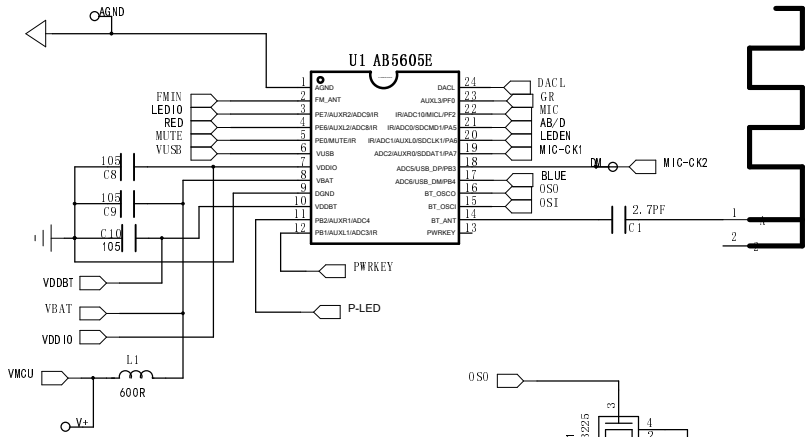 AGND
U1 AB5605E
1 AGND DACL 24 DACL
FMIN 2 FM_ANT AUXL3/PF0 23 GR
LEDIO 3 PE7/AUXR2/ADC9/IR IR/ADC10/MICL/PF2 22 MIC
RED 4 PE6/AUXL2/ADC8/IR IR/ADC0/SDCMD1/PA5 21 AB/D
MUTE 5 PE0/MUTE/IR IR/ADC1/AUXL0/SDCLK1/PA6 20 LEDEN
VUSB 6 VUSB ADC2/AUXR0/SDDAT1/PA7 19 MIC-CK1
105 7 VDDIO ADC5/USB_DP/PB3 18 DM MIC-CK2
C8 8 VBAT ADC6/USB_DM/PB4 17 BLUE
105 9 DGND BT_OSCO 16 OSO
C9 10 VDDBT BT_OSCI 15 OSI
11 PB2/AUXR1/ADC4 BT_ANT 14 2.7PF 1
C10 12 PB1/AUXL1/ADC3/IR PWRKEY 13 C1
105 2
PWRKEY
VDDBT
VBAT P-LED
VDDIO
L1
VMCU OSO
600R
3
V+ 3225 4
2